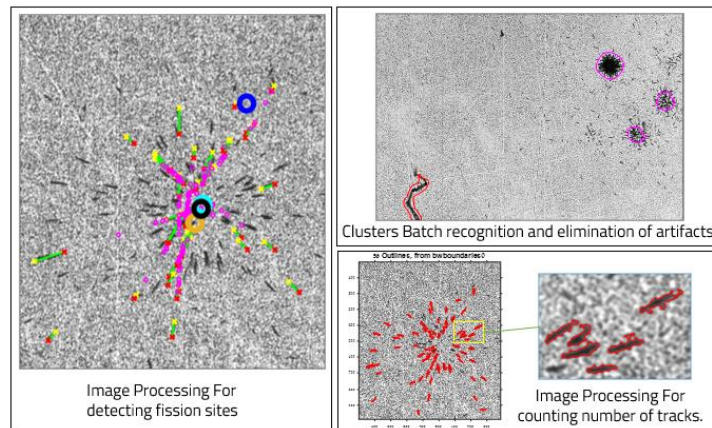 Image Processing For
detecting fission sites
Clusters Batch recognition and elimination of artifacts
Outlines, from bwboundaries()
Image Processing For
counting number of tracks.